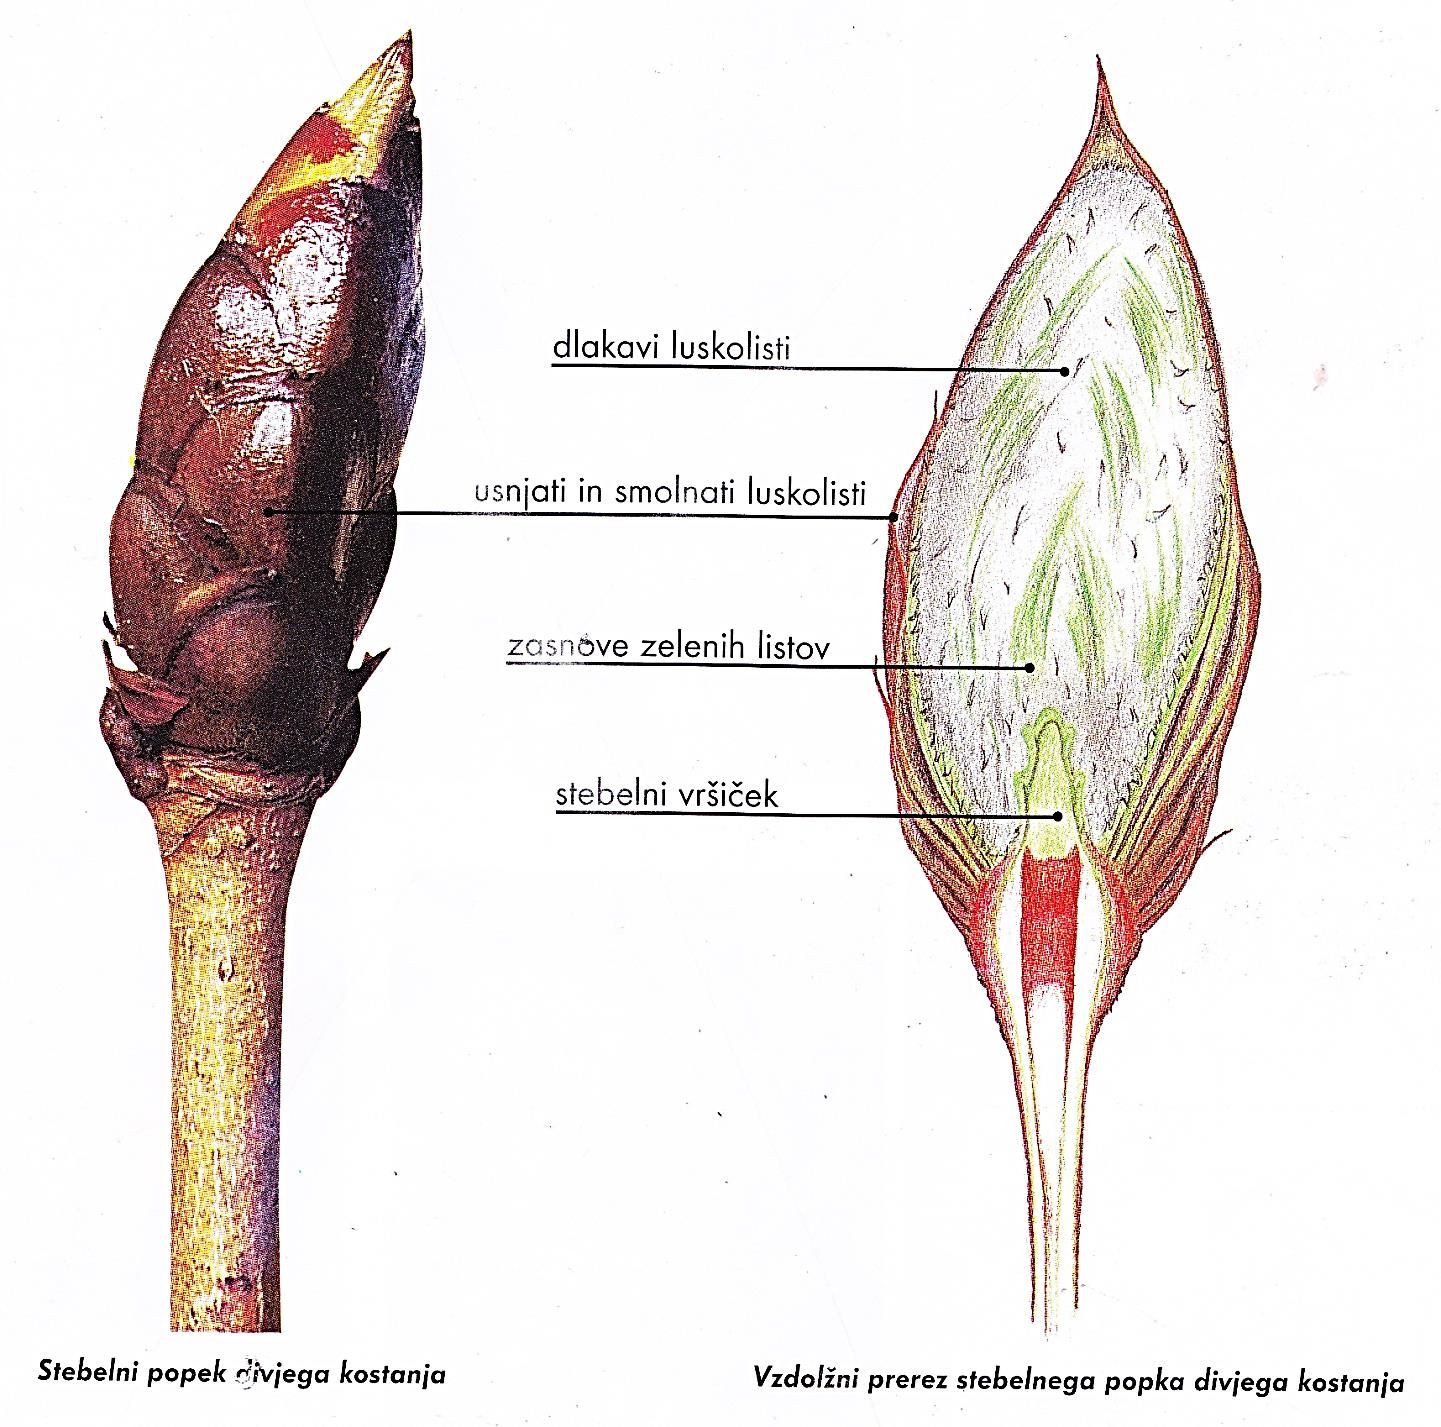 dlakavi luskolisti
usnjati in smolnati luskolisti
zasnove zelenih listov
stebelni vršiček
Stebelni popek divjega kostanja
Vzdolžni prerez stebelnega popka divjega kostanja